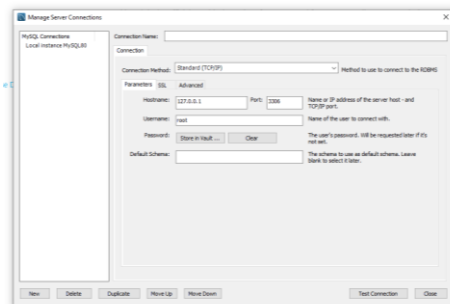 Manage Server Connections
MySQL Connections
Local instance MySQL80
Connection Name:
Connection
Connection Method: Standard (TCP/IP) Method to use to connect to the RDBMS
Parameters SSL Advanced
Hostname: 127.0.0.1 Port: 3306 Name or IP address of the server host - and
TCP/IP port.
Username: root Name of the user to connect with.
Password: Store in Vault ... Clear The user's password. Will be requested later if it's
not set.
Default Schema: The schema to use as default schema. Leave
blank to select it later.
New Delete Duplicate Move Up Move Down Test Connection Close